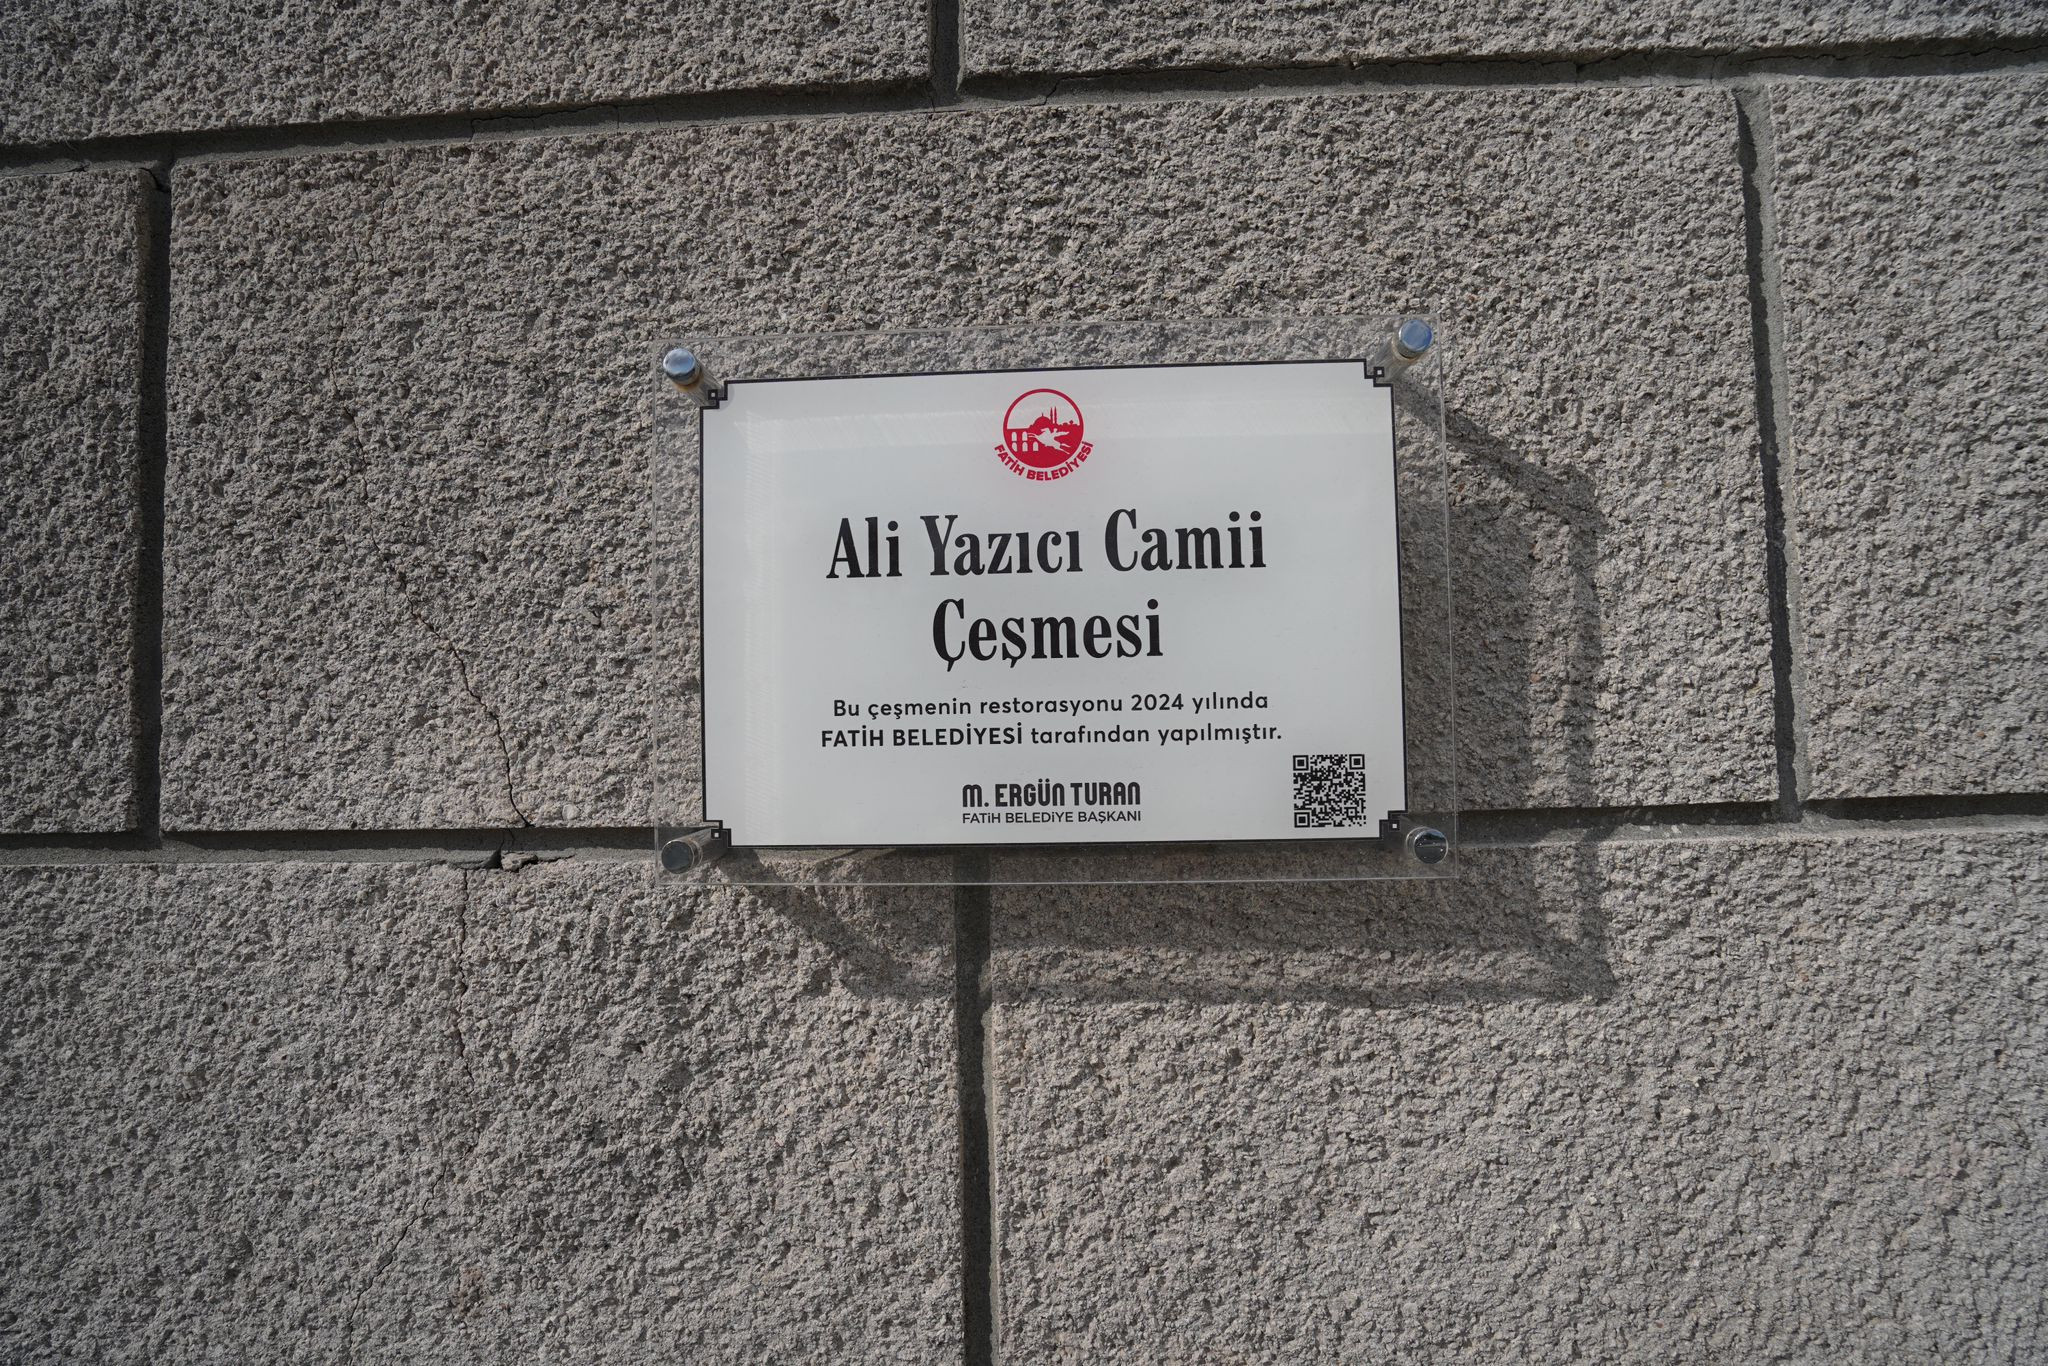 FATİH BELEDİYESİ
Ali Yazıcı Camii
Çeşmesi
Bu çeşmenin restorasyonu 2024 yılında
FATİH BELEDİYESİ tarafından yapılmıştır.
M. ERGÜN TURAN
FATİH BELEDİYE BAŞKANI